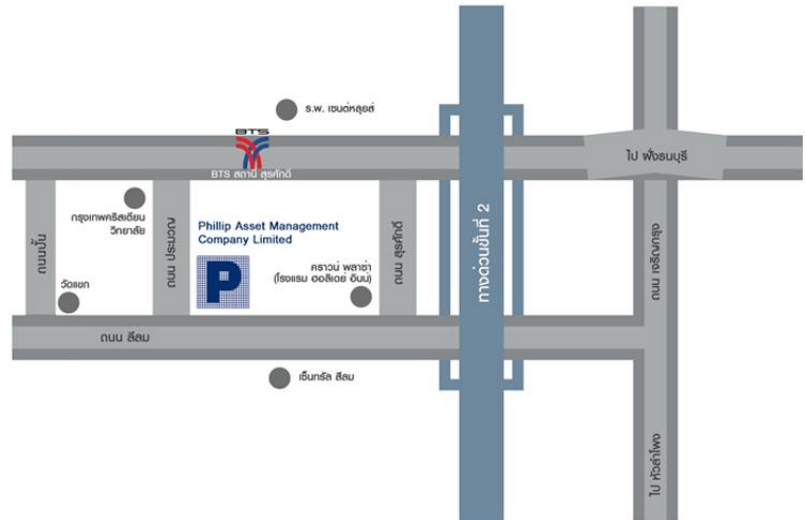 ร.พ. เซนต์หลุยส์
BTS
BTS สถานี สุรศักดิ์
ไป ฝั่งธนบุรี
กรุงเทพคริสเตียน
วิทยาลัย
ถนนปั้น
วัดแขก
ถนน ประมวญ
Phillip Asset Management
Company Limited
P
คราวน์ พลาซ่า
(โรงแรม ฮอลิเดย์ อินน์)
ถนน สุรศักดิ์
ทางด่วนขั้นที่ 2
ถนน เจริญกรุง
ถนน สีลม
เซ็นทรัล สีลม
ไป หัวลำโพง